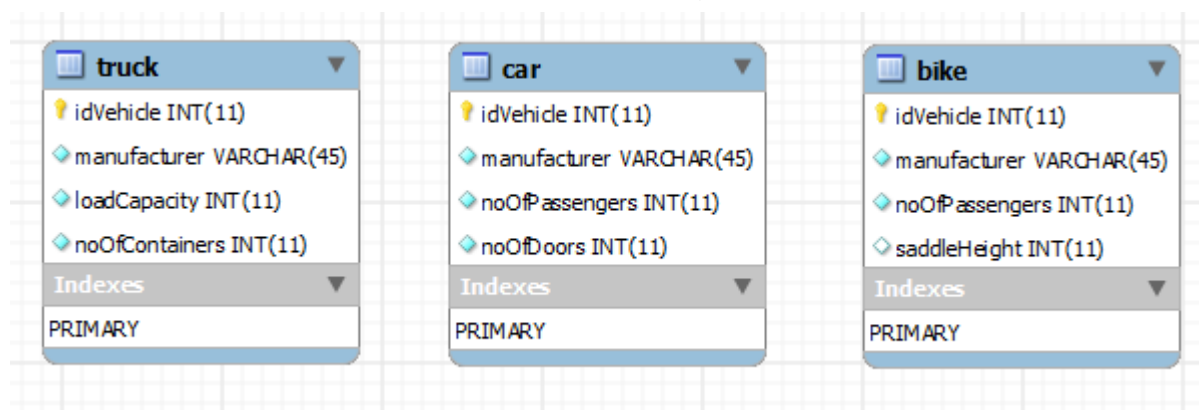 truck
idVehicle INT(11)
manufacturer VARCHAR(45)
loadCapacity INT(11)
noOfContainers INT(11)
Indexes
PRIMARY
car
idVehicle INT(11)
manufacturer VARCHAR(45)
noOfPassengers INT(11)
noOfDoors INT(11)
Indexes
PRIMARY
bike
idVehicle INT(11)
manufacturer VARCHAR(45)
noOfPassengers INT(11)
saddleHeight INT(11)
Indexes
PRIMARY